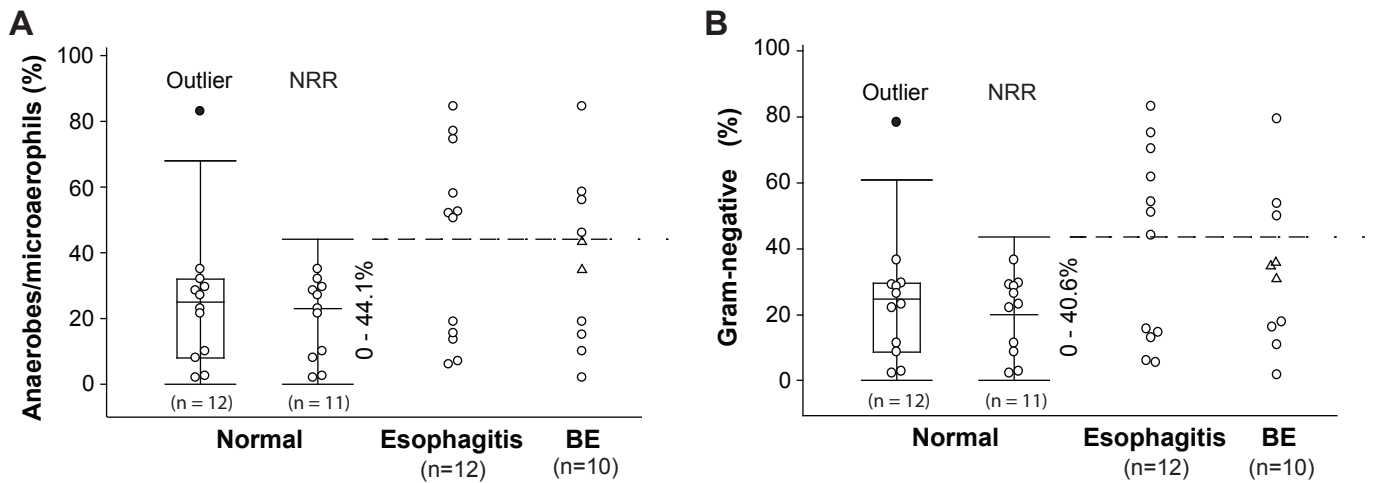 A
Anaerobes/microaerophils (%)
100
80
60
40
20
0
Outlier
NRR
0 - 44.1%
(n = 12)
(n = 11)
Normal
Esophagitis
BE
(n=12)
(n=10)
B
Gram-negative (%)
100
80
60
40
20
0
Outlier
NRR
0 - 40.6%
(n = 12)
(n = 11)
Normal
Esophagitis
BE
(n=12)
(n=10)